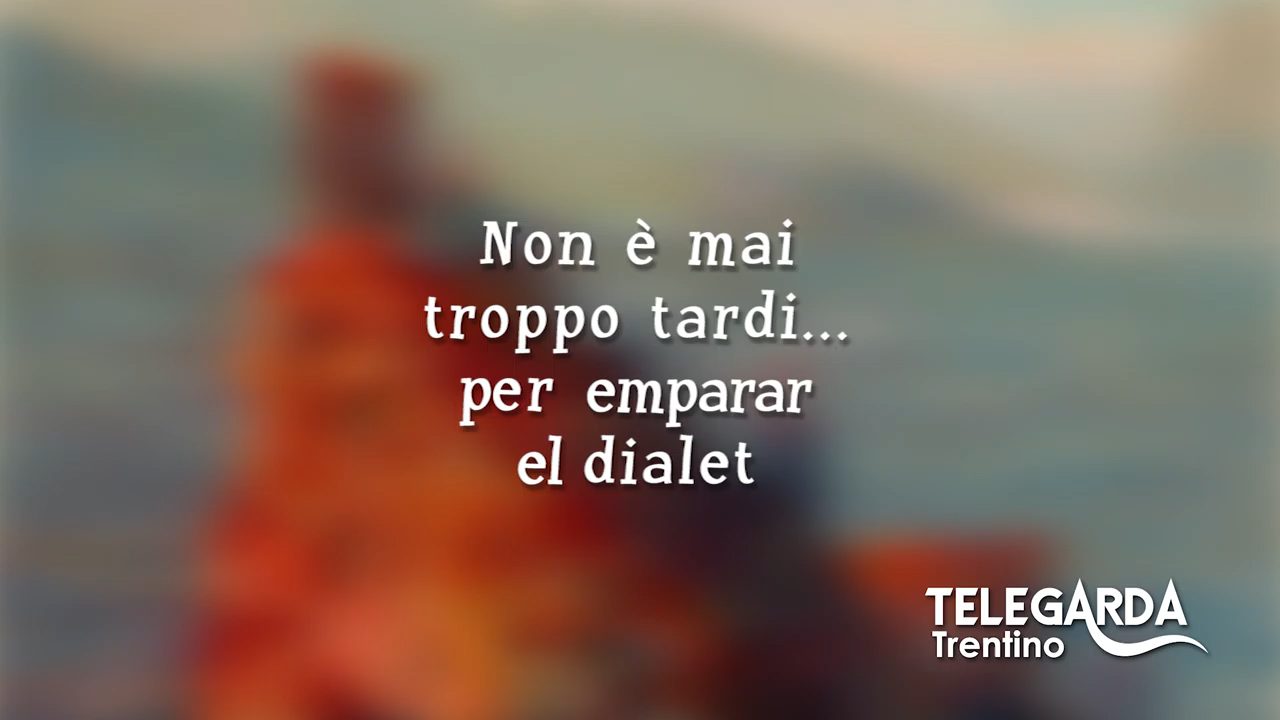 Non è mai
troppo tardi...
per emparar
el dialet
TELEGARDA
Trentino